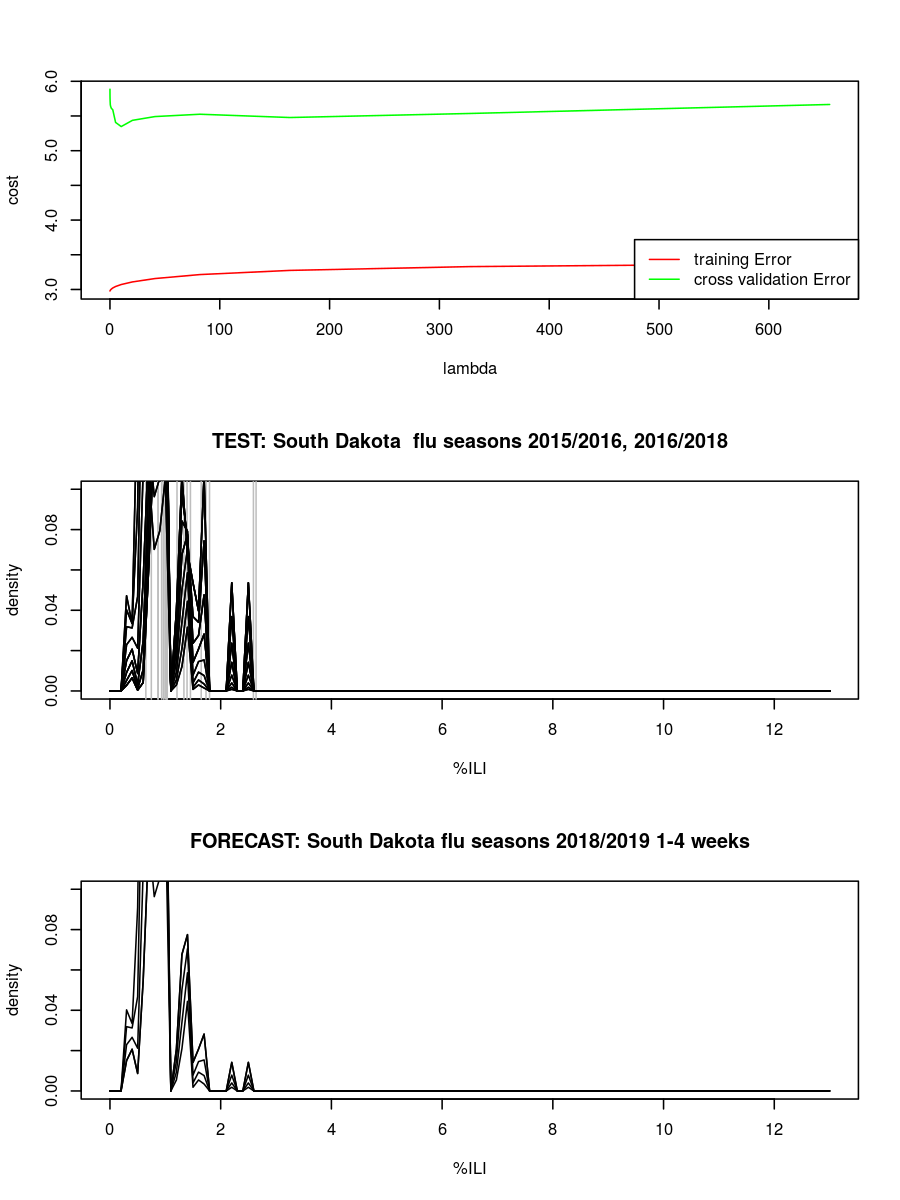 6.0
5.0
4.0
3.0
cost
training Error
cross validation Error
0 100 200 300 400 500 600
lambda
TEST: South Dakota  flu seasons 2015/2016, 2016/2018
0.08
0.04
0.00
density
0 2 4 6 8 10 12
%ILI
FORECAST: South Dakota flu seasons 2018/2019 1-4 weeks
0.08
0.04
0.00
density
0 2 4 6 8 10 12
%ILI